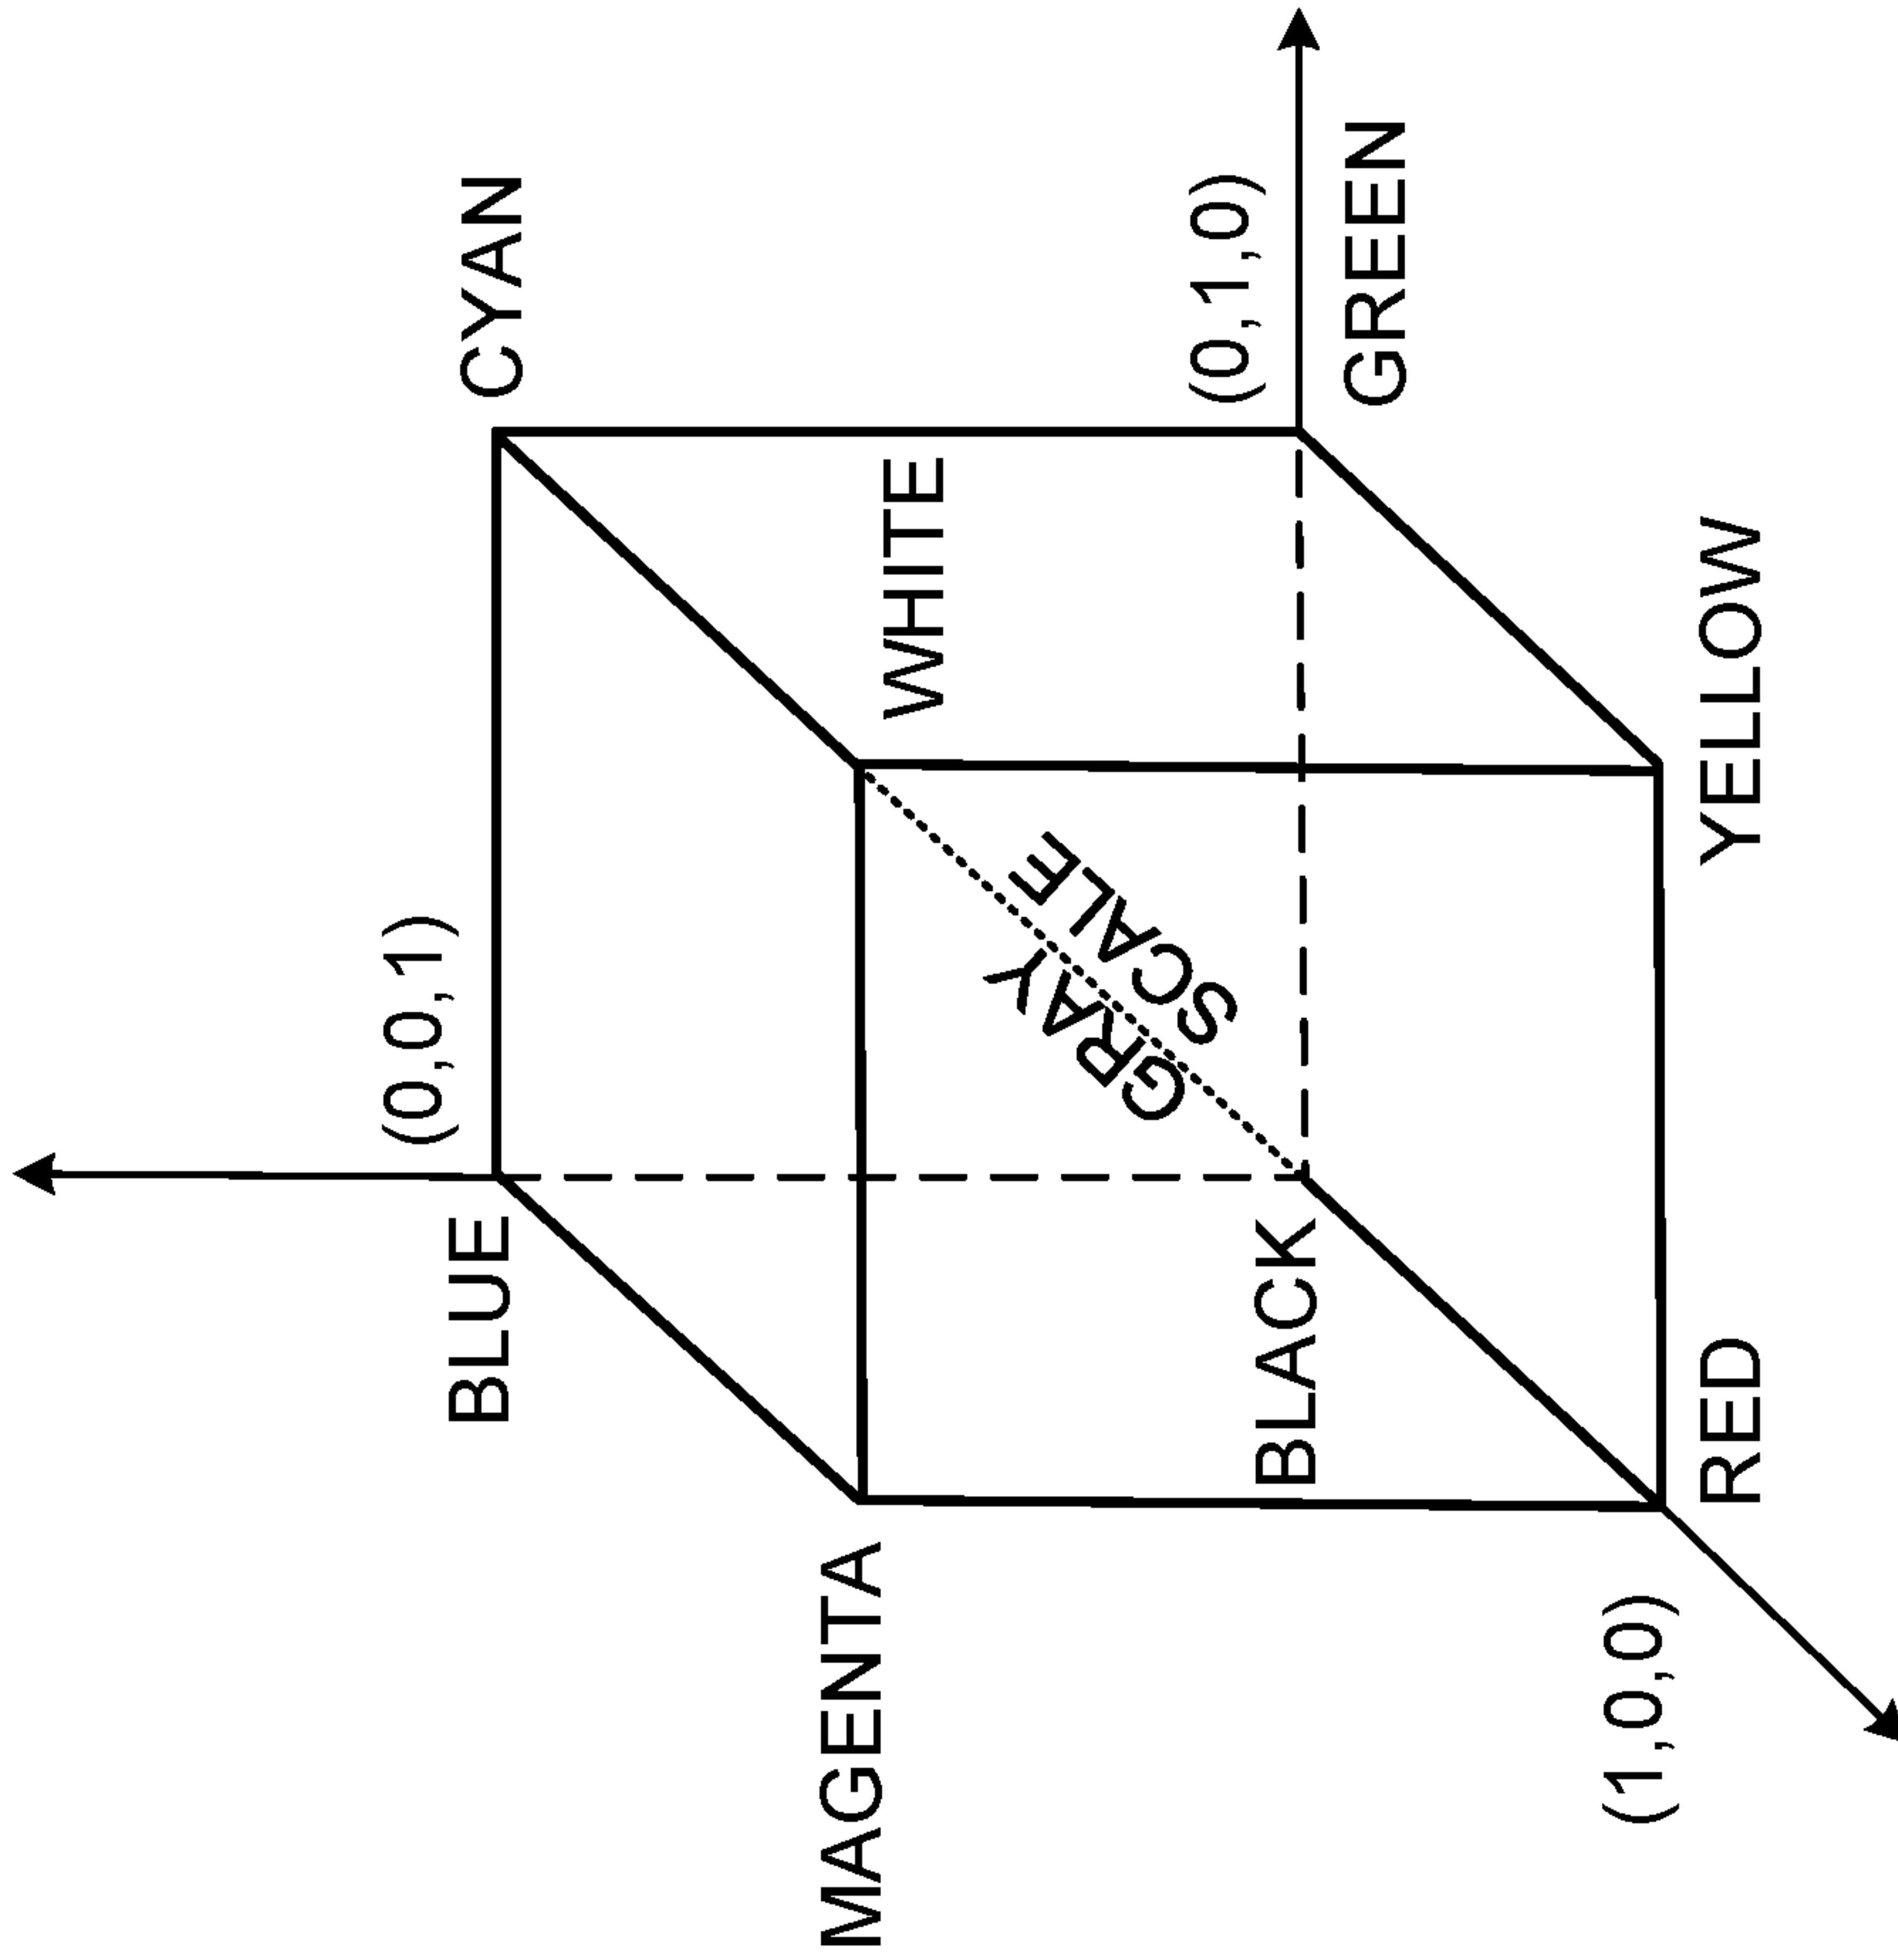 (0,0,1)
BLUE
CYAN
MAGENTA
WHITE
GRAY
SCALE
BLACK
(0,1,0)
GREEN
(1,0,0)
RED
YELLOW